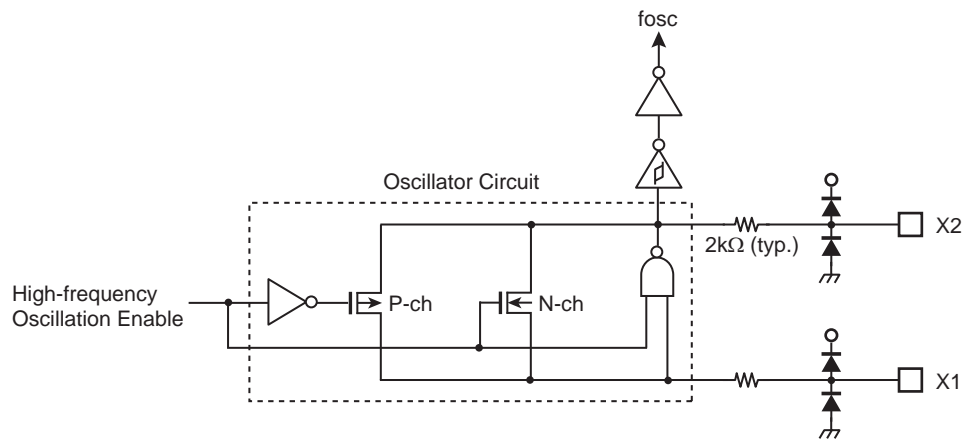 fosc
Oscillator Circuit
X2
2kΩ (typ.)
High-frequency
Oscillation Enable
P-ch
N-ch
X1